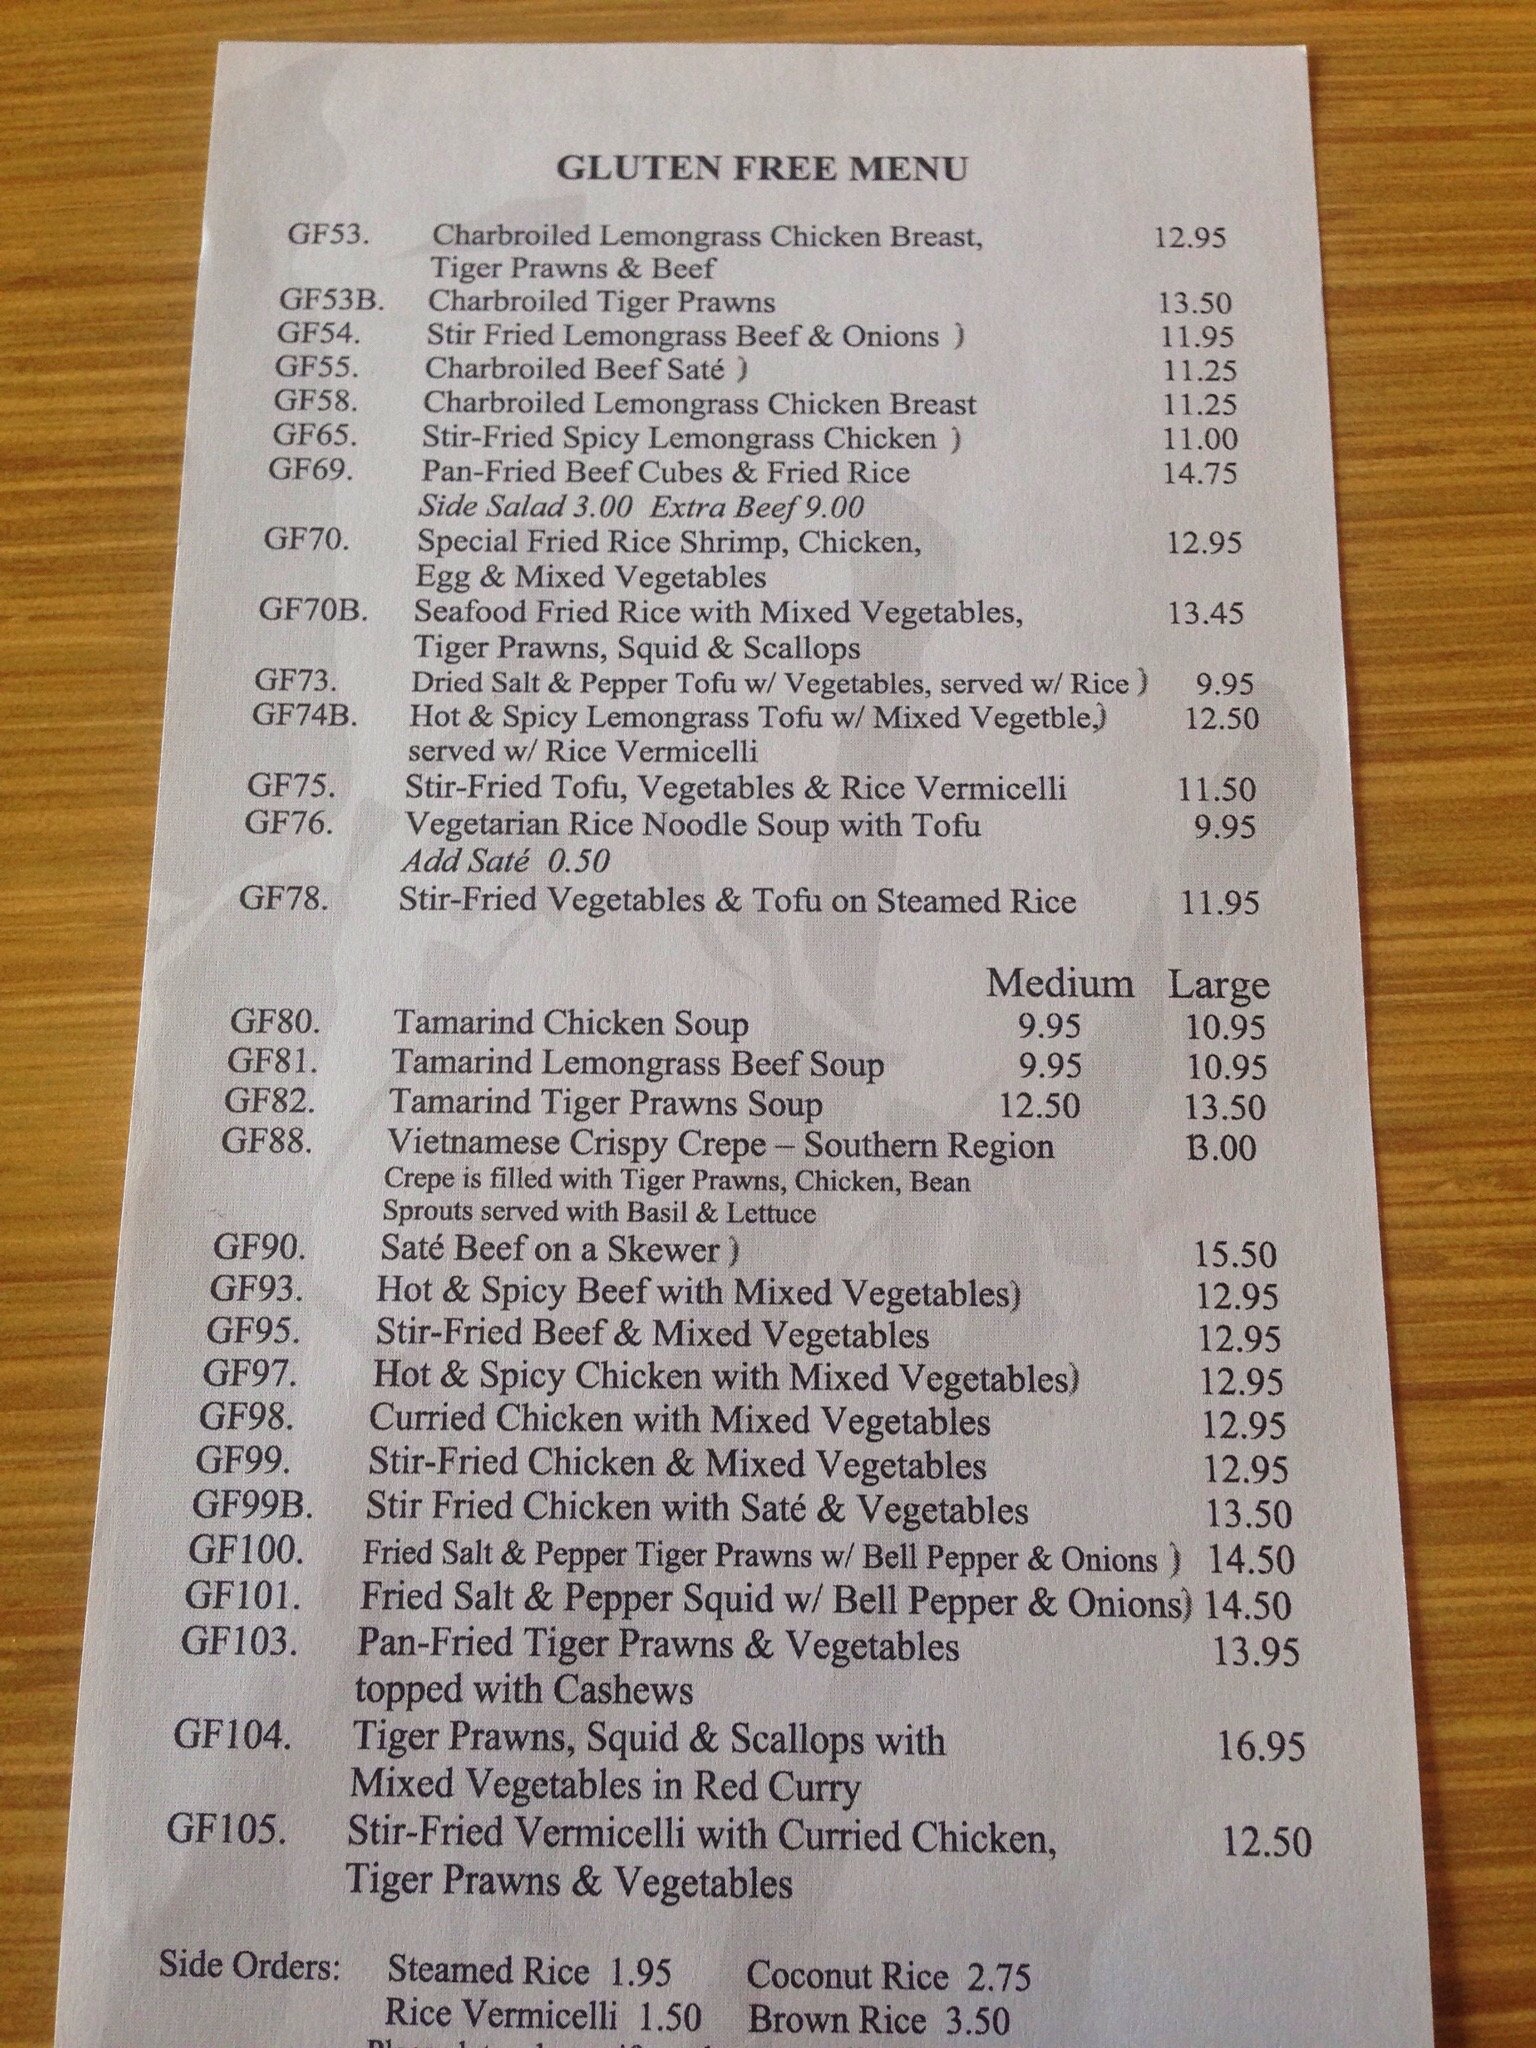 GLUTEN FREE MENU
GF53. Charbroiled Lemongrass Chicken Breast, 12.95
Tiger Prawns & Beef
GF53B. Charbroiled Tiger Prawns 13.50
GF54. Stir Fried Lemongrass Beef & Onions ) 11.95
GF55. Charbroiled Beef Saté ) 11.25
GF58. Charbroiled Lemongrass Chicken Breast 11.25
GF65. Stir-Fried Spicy Lemongrass Chicken ) 11.00
GF69. Pan-Fried Beef Cubes & Fried Rice 14.75
Side Salad 3.00 Extra Beef 9.00
GF70. Special Fried Rice Shrimp, Chicken, 12.95
Egg & Mixed Vegetables
GF70B. Seafood Fried Rice with Mixed Vegetables, 13.45
Tiger Prawns, Squid & Scallops
GF73. Dried Salt & Pepper Tofu w/ Vegetables, served w/ Rice ) 9.95
GF74B. Hot & Spicy Lemongrass Tofu w/ Mixed Vegetble,) 12.50
served w/ Rice Vermicelli
GF75. Stir-Fried Tofu, Vegetables & Rice Vermicelli 11.50
GF76. Vegetarian Rice Noodle Soup with Tofu 9.95
Add Saté 0.50
GF78. Stir-Fried Vegetables & Tofu on Steamed Rice 11.95
Medium Large
GF80. Tamarind Chicken Soup 9.95 10.95
GF81. Tamarind Lemongrass Beef Soup 9.95 10.95
GF82. Tamarind Tiger Prawns Soup 12.50 13.50
GF88. Vietnamese Crispy Crepe – Southern Region 13.00
Crepe is filled with Tiger Prawns, Chicken, Bean
Sprouts served with Basil & Lettuce
GF90. Saté Beef on a Skewer ) 15.50
GF93. Hot & Spicy Beef with Mixed Vegetables) 12.95
GF95. Stir-Fried Beef & Mixed Vegetables 12.95
GF97. Hot & Spicy Chicken with Mixed Vegetables) 12.95
GF98. Curried Chicken with Mixed Vegetables 12.95
GF99. Stir-Fried Chicken & Mixed Vegetables 12.95
GF99B. Stir Fried Chicken with Saté & Vegetables 13.50
GF100. Fried Salt & Pepper Tiger Prawns w/ Bell Pepper & Onions ) 14.50
GF101. Fried Salt & Pepper Squid w/ Bell Pepper & Onions) 14.50
GF103. Pan-Fried Tiger Prawns & Vegetables 13.95
topped with Cashews
GF104. Tiger Prawns, Squid & Scallops with 16.95
Mixed Vegetables in Red Curry
GF105. Stir-Fried Vermicelli with Curried Chicken, 12.50
Tiger Prawns & Vegetables
Side Orders: Steamed Rice 1.95 Coconut Rice 2.75
Rice Vermicelli 1.50 Brown Rice 3.50